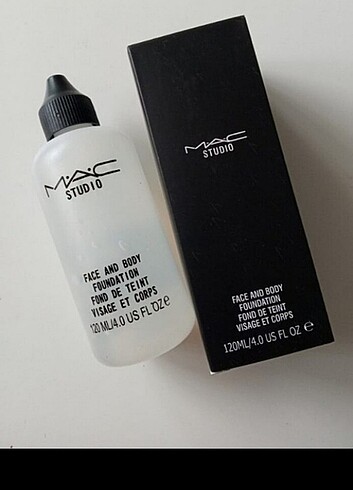 M·A·C
STUDIO
FACE AND BODY
FOUNDATION
FOND DE TEINT
VISAGE ET CORPS
120 ML/4.0 US FL OZ e
MAC
STUDIO
FACE AND BODY
FOUNDATION
FOND DE TEINT
VISAGE ET CORPS
120ML/4.0 US FL OZ e